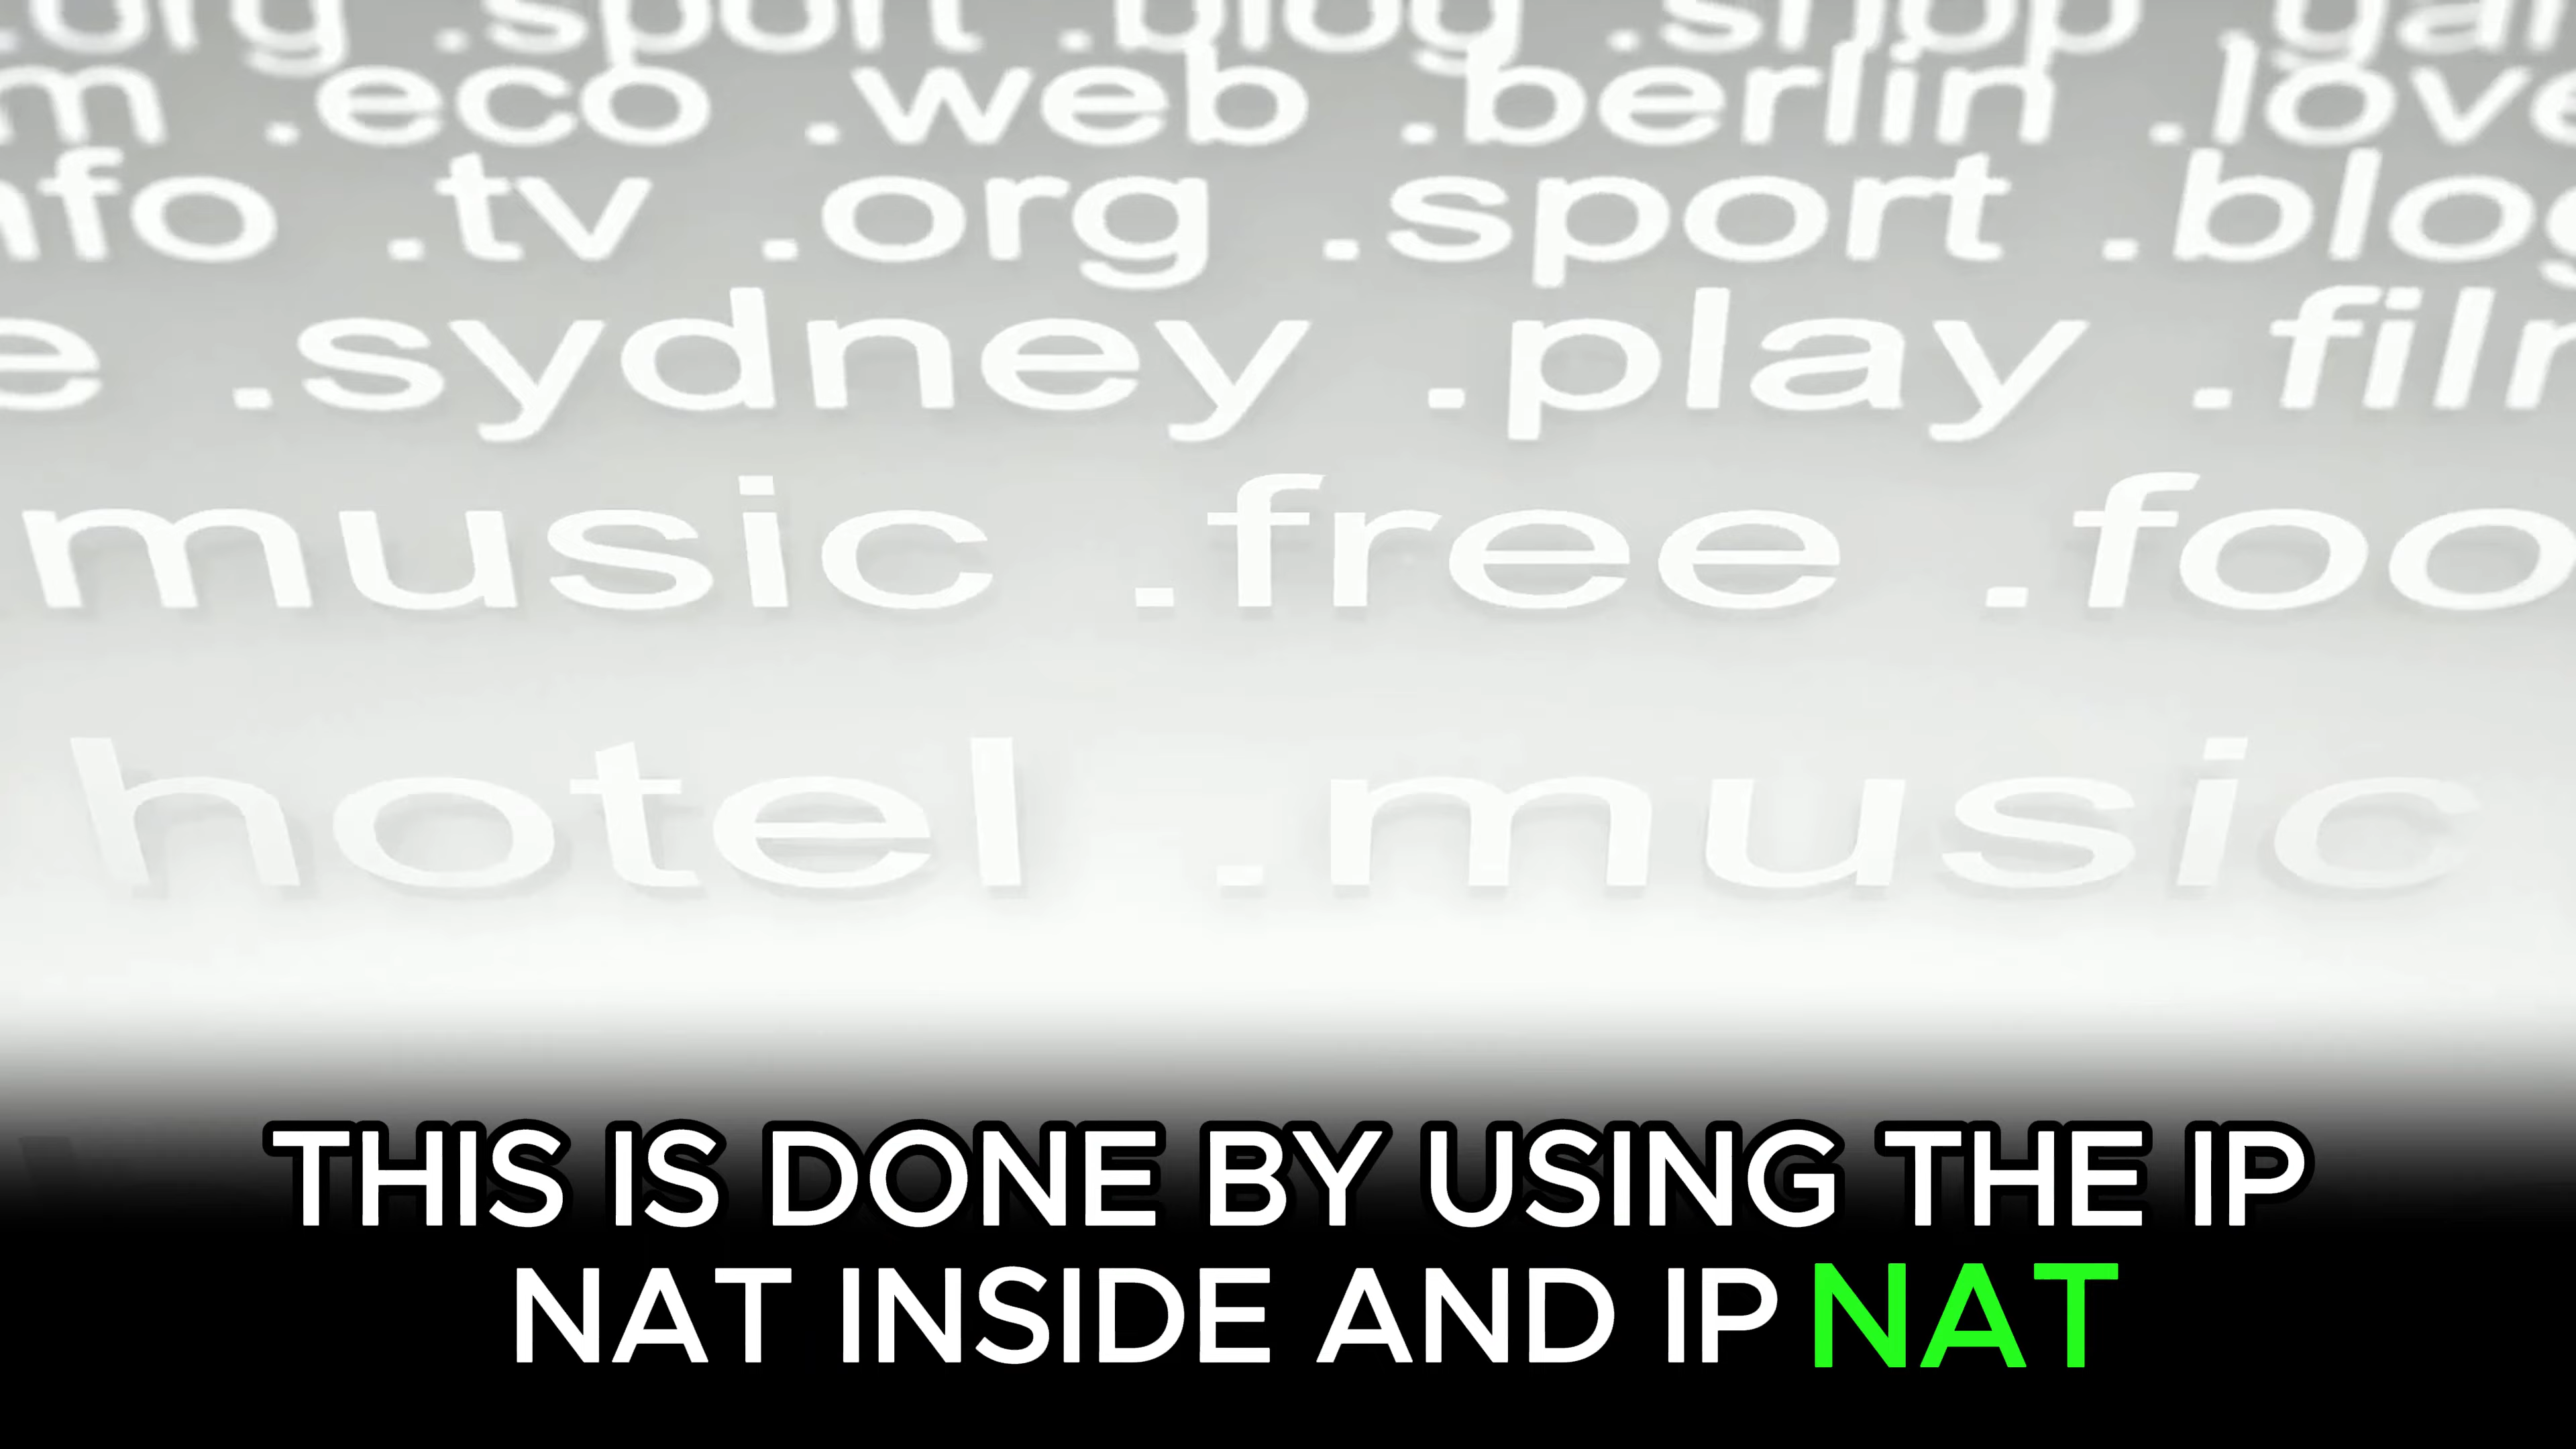 .org .sport .blog .shop
.eco .web .berlin .love
.tv .org .sport .blog
.sydney .play
music .free
hotel .music
THIS IS DONE BY USING THE IP
NAT INSIDE AND IP NAT